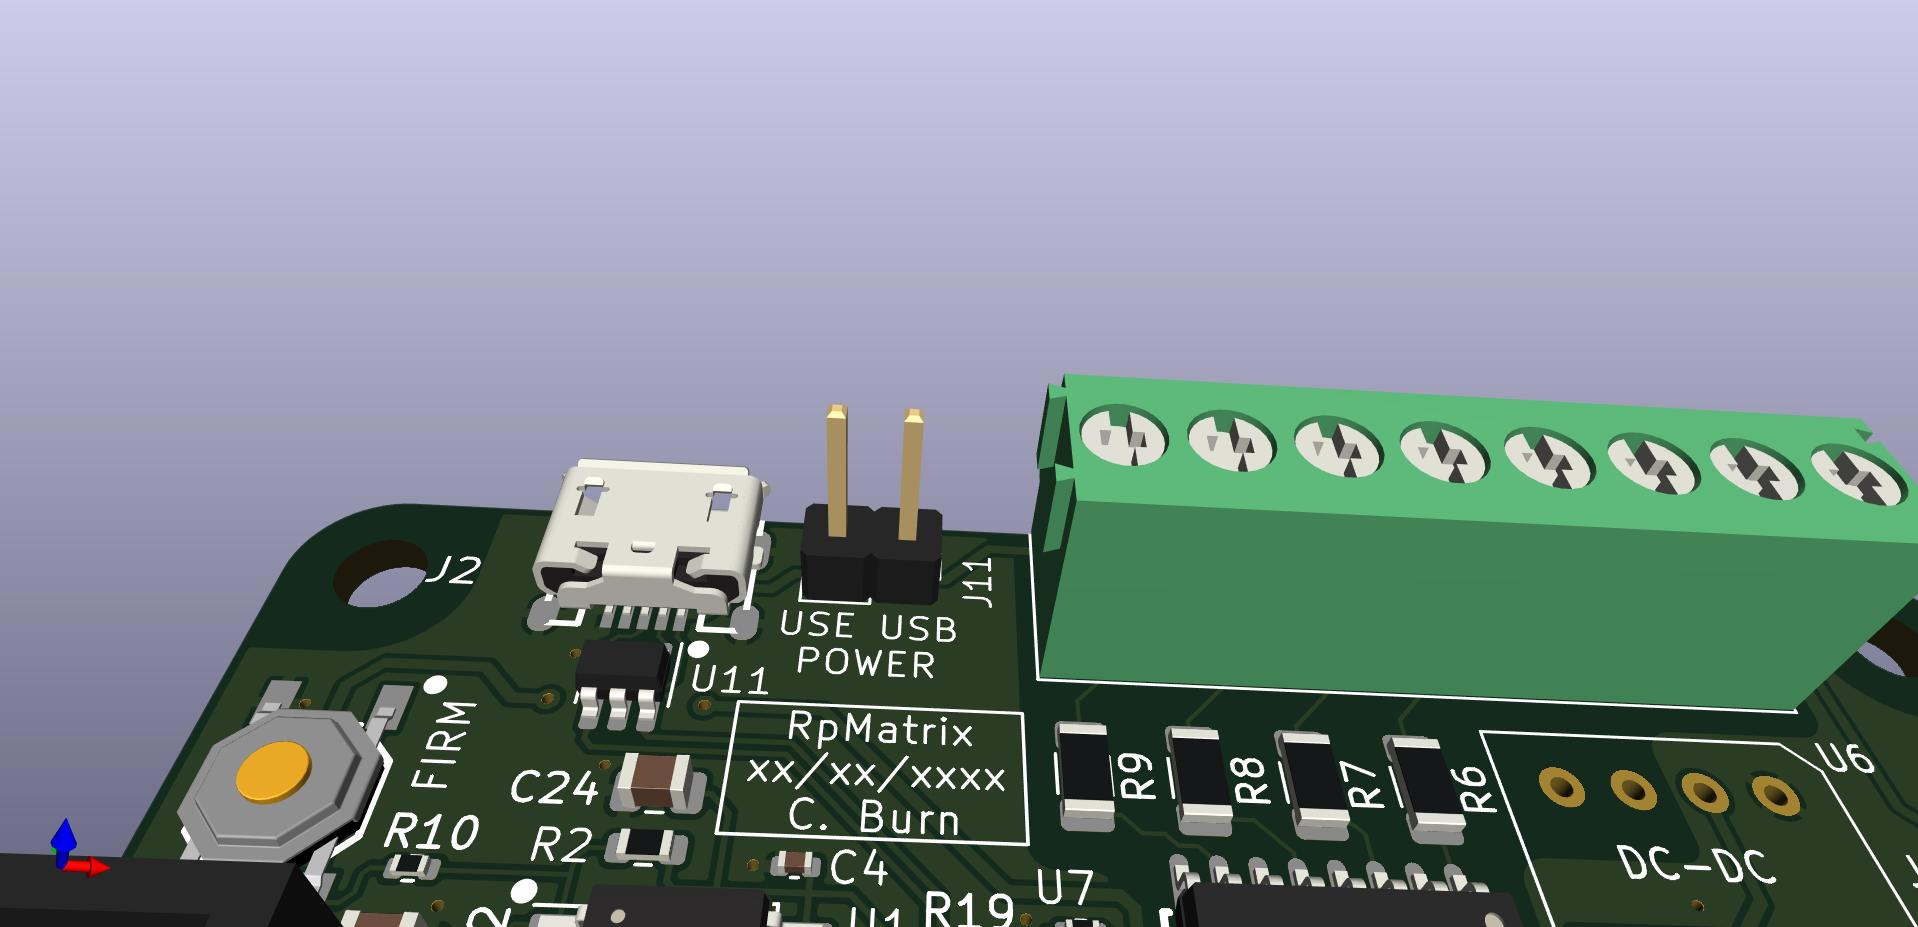 J2
J11
USE USB
POWER
U11
FIRM
RpMatrix
xx/xx/xxxx
C. Burn
C24
R10
R2
C4
R9
R8
R7
R6
U6
DC-DC
U7
R19
U1